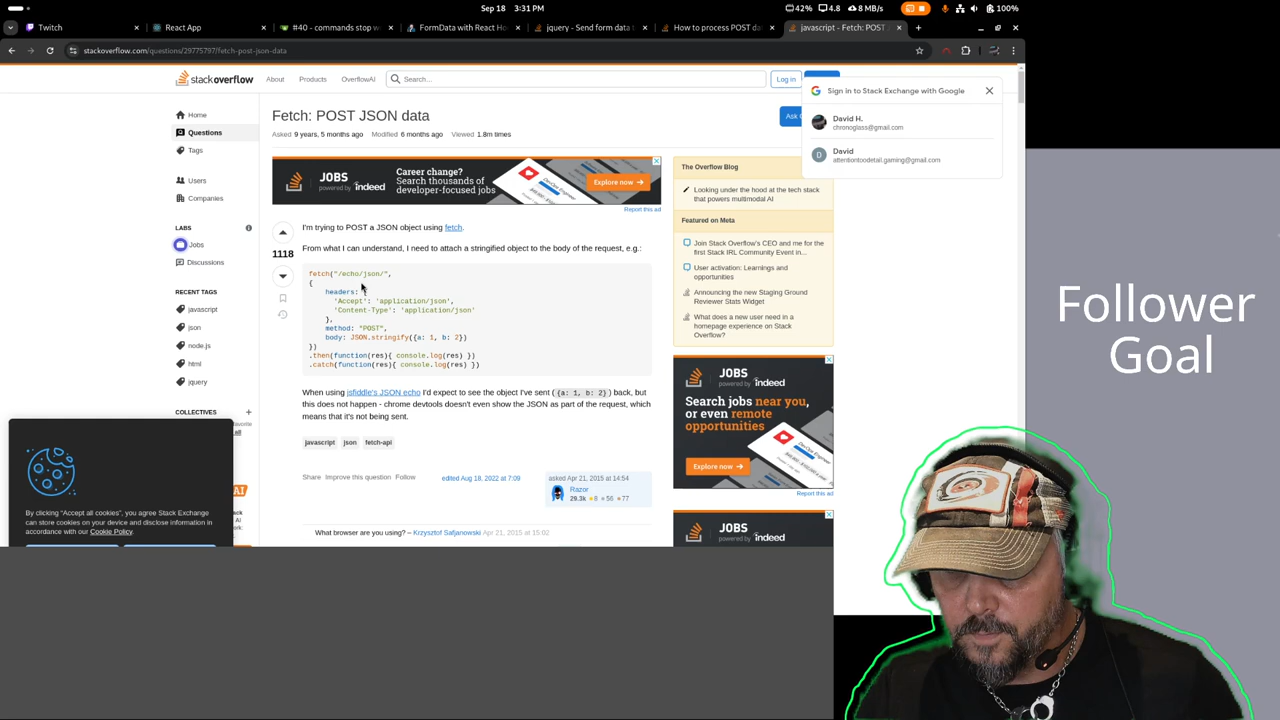 Sep 18 3:31 PM
42% 4.8 8 MB/s 100%
Twitch
React App
#40 - commands stop w
FormData with React Ho
jquery - Send form data t
How to process POST da
javascript - Fetch: POST
stackoverflow.com/questions/29775797/fetch-post-json-data
stackoverflow
About
Products
OverflowAI
Search...
Log in
Sign in to Stack Exchange with Google
David H.
chronoglass@gmail.com
D
David
attentiontoodetail.gaming@gmail.com
Home
Questions
Tags
Users
Companies
LABS
Jobs
Discussions
RECENT TAGS
javascript
json
node.js
html
jquery
COLLECTIVES
Fetch: POST JSON data
Ask
Asked 9 years, 5 months ago Modified 6 months ago Viewed 1.8m times
JOBS powered by indeed
Career change?
Search thousands of
developer-focused jobs
Explore now
Report this ad
1118
I'm trying to POST a JSON object using fetch.
From what I can understand, I need to attach a stringified object to the body of the request, e.g.:
fetch("/echo/json/",
{
headers: {
'Accept': 'application/json',
'Content-Type': 'application/json'
},
method: "POST",
body: JSON.stringify({a: 1, b: 2})
})
.then(function(res){ console.log(res) })
.catch(function(res){ console.log(res) })
When using jsfiddle's JSON echo I'd expect to see the object I've sent ( {a: 1, b: 2} ) back, but
this does not happen - chrome devtools doesn't even show the JSON as part of the request, which
means that it's not being sent.
javascript json fetch-api
Share Improve this question Follow
edited Aug 18, 2022 at 7:09
asked Apr 21, 2015 at 14:54
Razor
29.3k 8 56 77
What browser are you using? – Krzysztof Safjanowski Apr 21, 2015 at 15:02
The Overflow Blog
Looking under the hood at the tech stack
that powers multimodal AI
Featured on Meta
Join Stack Overflow's CEO and me for the
first Stack IRL Community Event in...
User activation: Learnings and
opportunities
Announcing the new Staging Ground
Reviewer Stats Widget
What does a new user need in a
homepage experience on Stack
Overflow?
JOBS
powered by indeed
Search jobs near you,
or even remote
opportunities
Explore now
Report this ad
JOBS
powered by indeed
By clicking "Accept all cookies", you agree Stack Exchange
can store cookies on your device and disclose information in
accordance with our Cookie Policy.
Follower
Goal